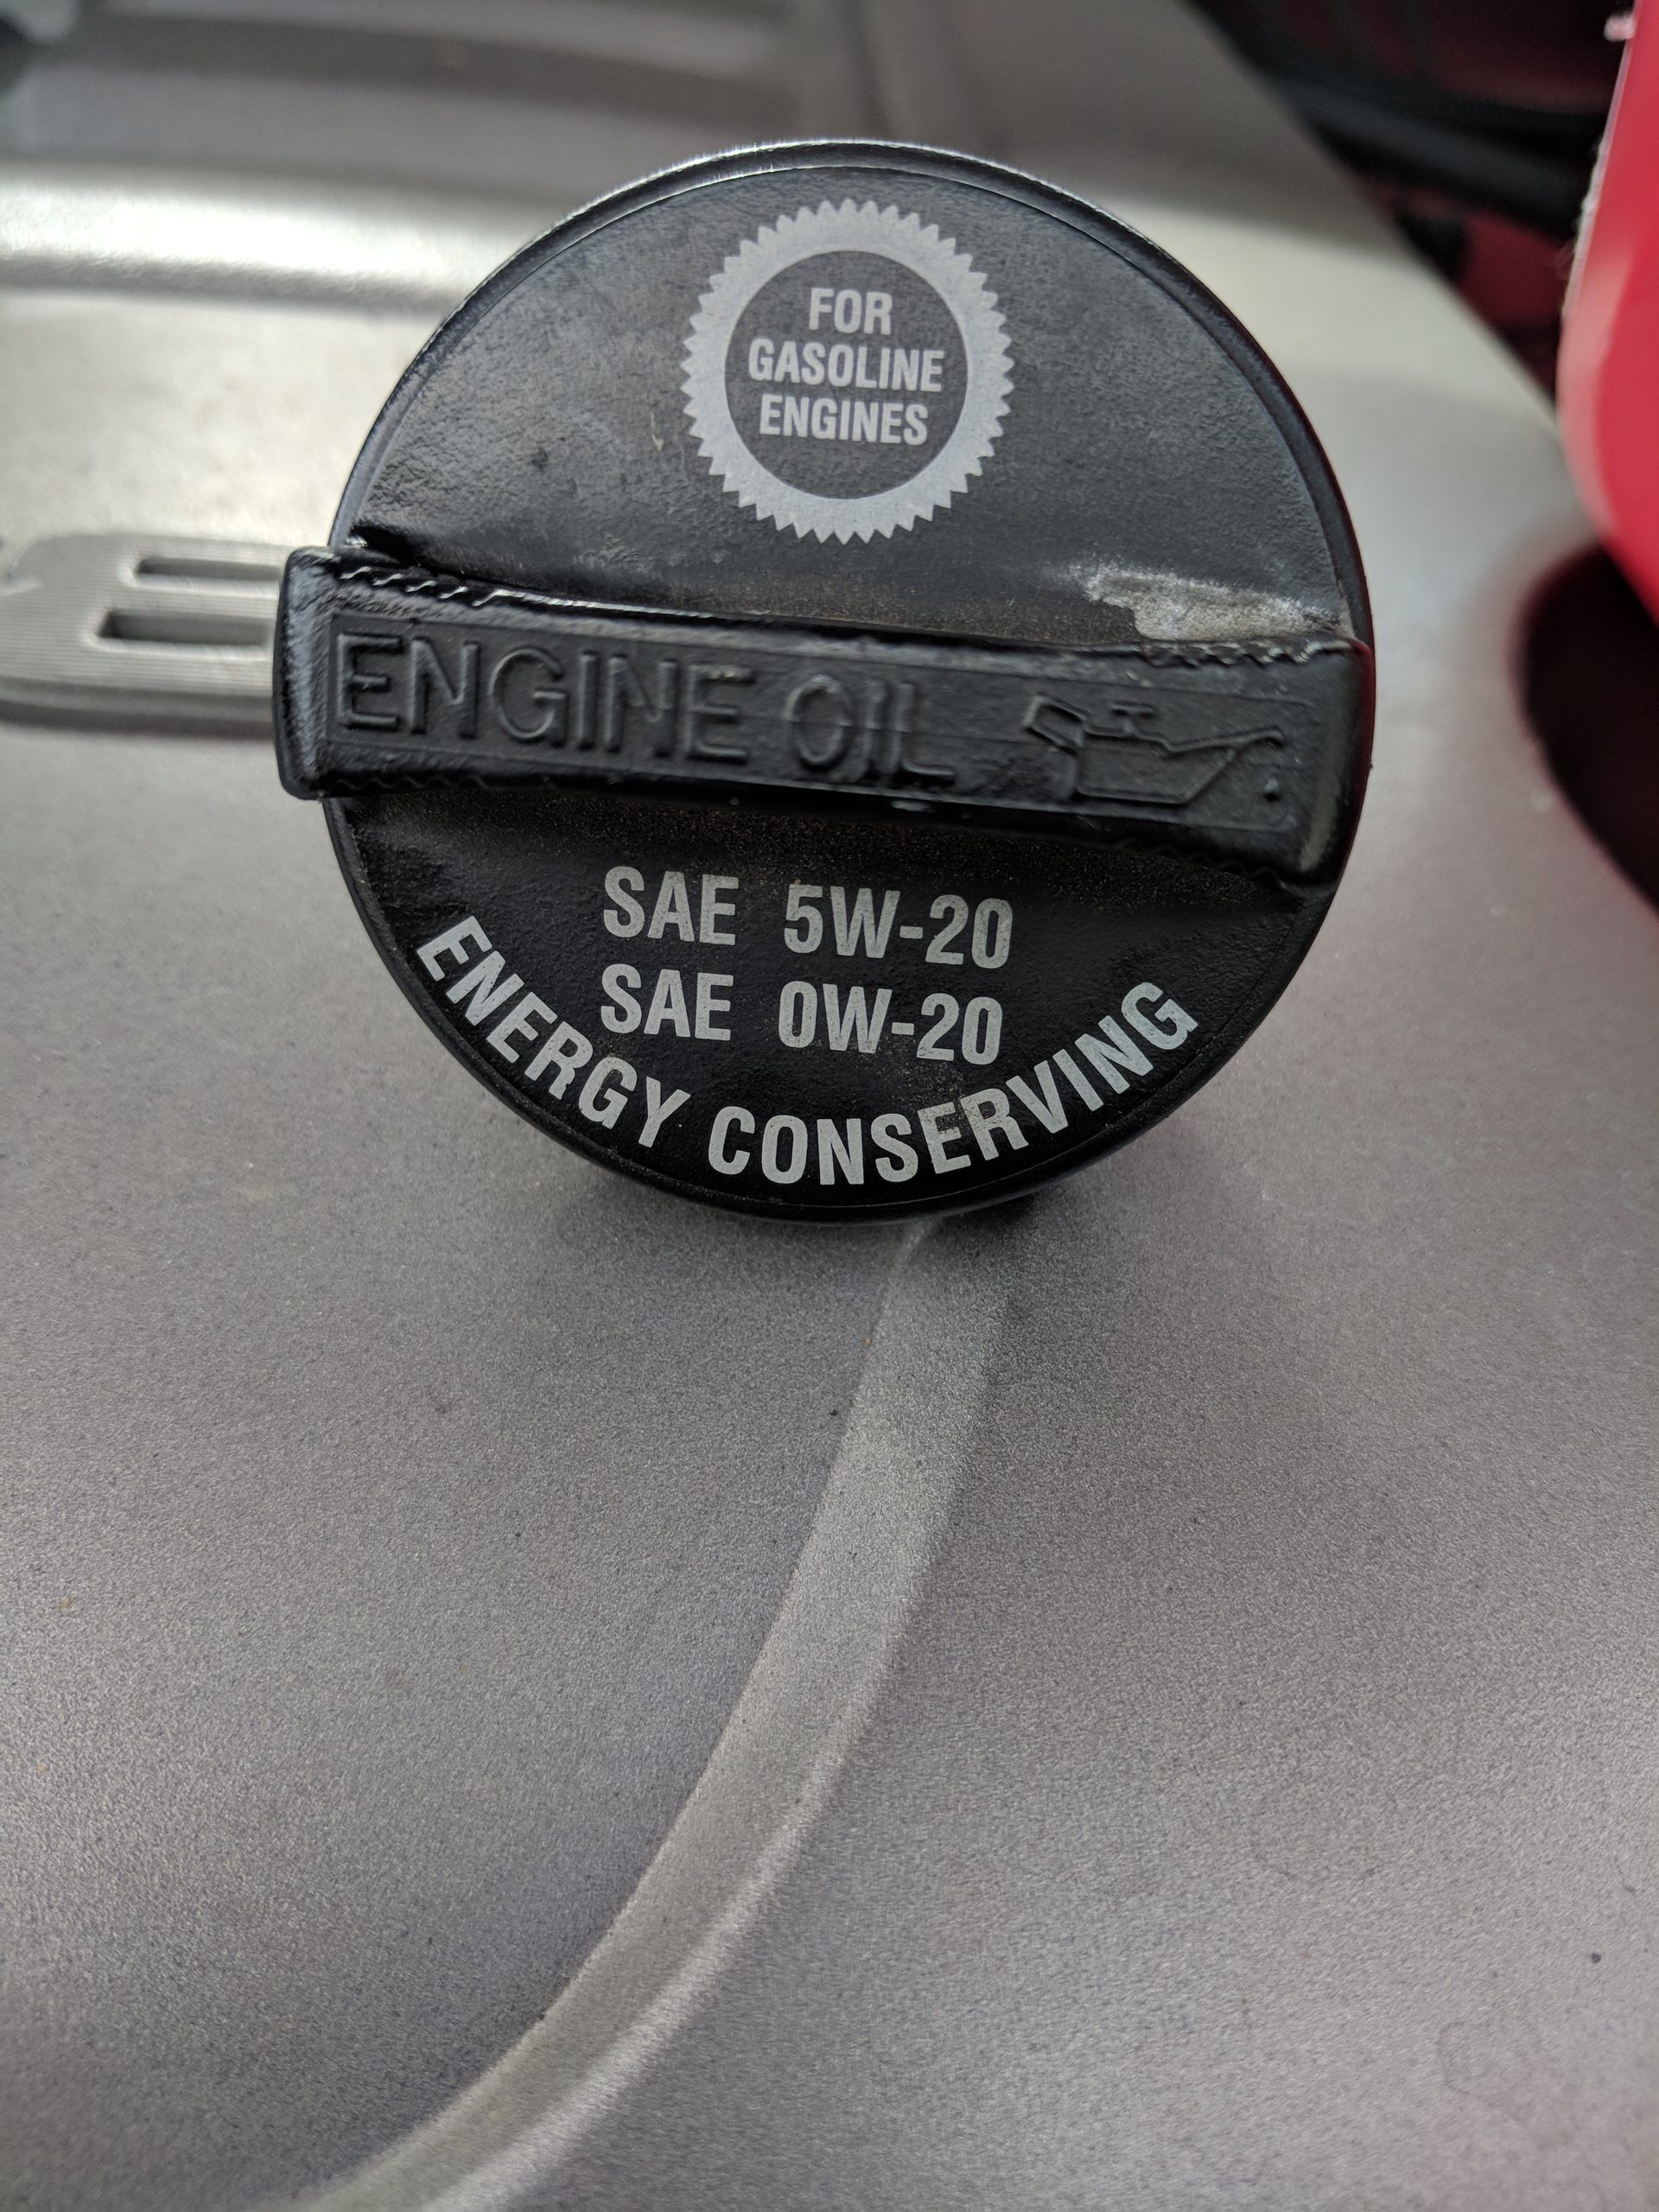 FOR
GASOLINE
ENGINES
ENGINE OIL
SAE 5W-20
SAE 0W-20
ENERGY CONSERVING